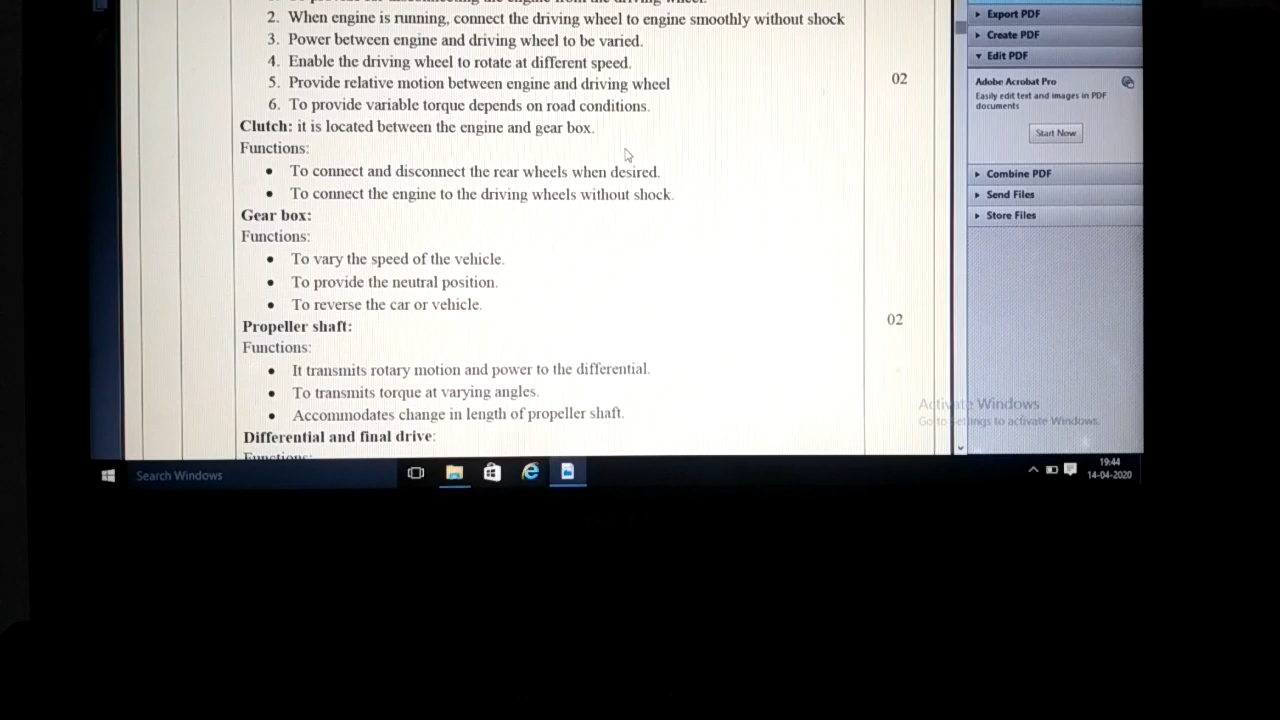 2. When engine is running, connect the driving wheel to engine smoothly without shock
3. Power between engine and driving wheel to be varied.
4. Enable the driving wheel to rotate at different speed.
5. Provide relative motion between engine and driving wheel
02
6. To provide variable torque depends on road conditions.
Clutch: it is located between the engine and gear box.
Functions:
• To connect and disconnect the rear wheels when desired.
• To connect the engine to the driving wheels without shock.
Gear box:
Functions:
• To vary the speed of the vehicle.
• To provide the neutral position.
• To reverse the car or vehicle.
Propeller shaft:
02
Functions:
• It transmits rotary motion and power to the differential.
• To transmits torque at varying angles.
• Accommodates change in length of propeller shaft.
Differential and final drive:
Functions:
Export PDF
Create PDF
Edit PDF
Adobe Acrobat Pro
Easily edit text and images in PDF
documents
Start Now
Combine PDF
Send Files
Store Files
Activate Windows
Go to Settings to activate Windows.
Search Windows
19:44
14-04-2020